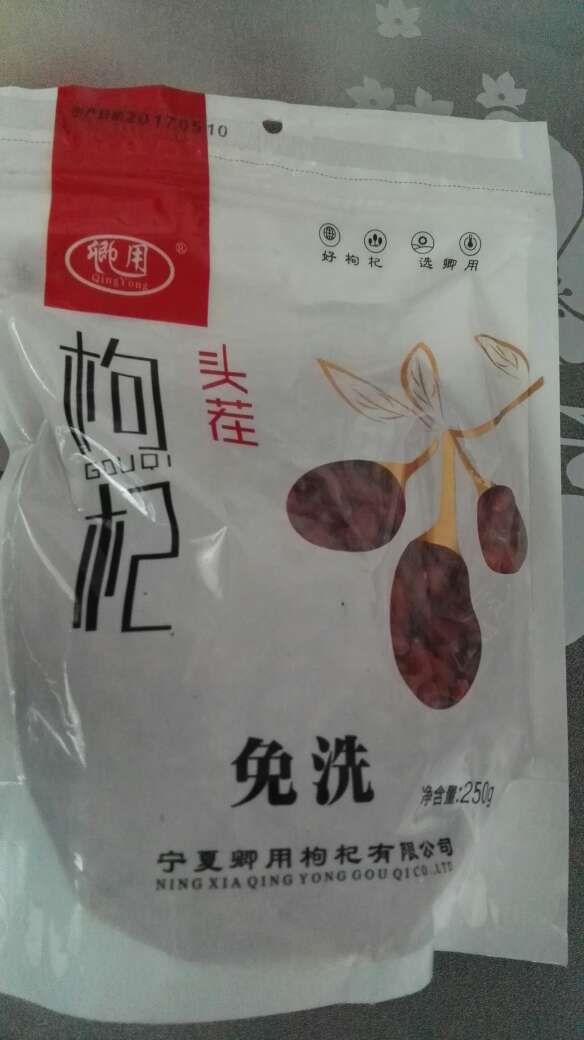 生产日期20170510
卿用
®
QingYong
好枸杞 选卿用
头茬
枸
GOUQI
杞
免洗
净含量:250g
宁夏卿用枸杞有限公司
NING XIA QING YONG GOU QI CO.,LTD